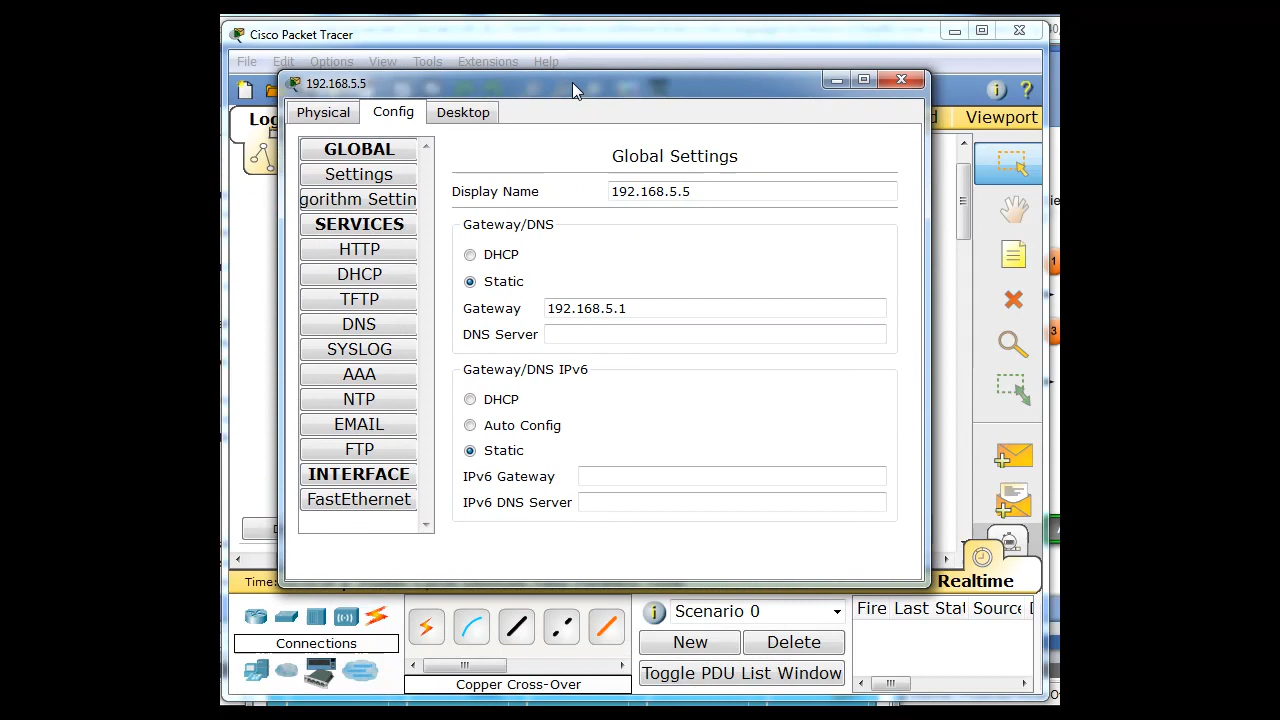 Cisco Packet Tracer
File Edit Options View Tools Extensions Help
192.168.5.5
Physical Config Desktop
Viewport
GLOBAL
Settings
gorithm Settin
SERVICES
HTTP
DHCP
TFTP
DNS
SYSLOG
AAA
NTP
EMAIL
FTP
INTERFACE
FastEthernet
Global Settings
Display Name 192.168.5.5
Gateway/DNS
DHCP
Static
Gateway 192.168.5.1
DNS Server
Gateway/DNS IPv6
DHCP
Auto Config
Static
IPv6 Gateway
IPv6 DNS Server
Time:
Realtime
Connections
Copper Cross-Over
Scenario 0
New Delete
Toggle PDU List Window
Fire Last Stat Source